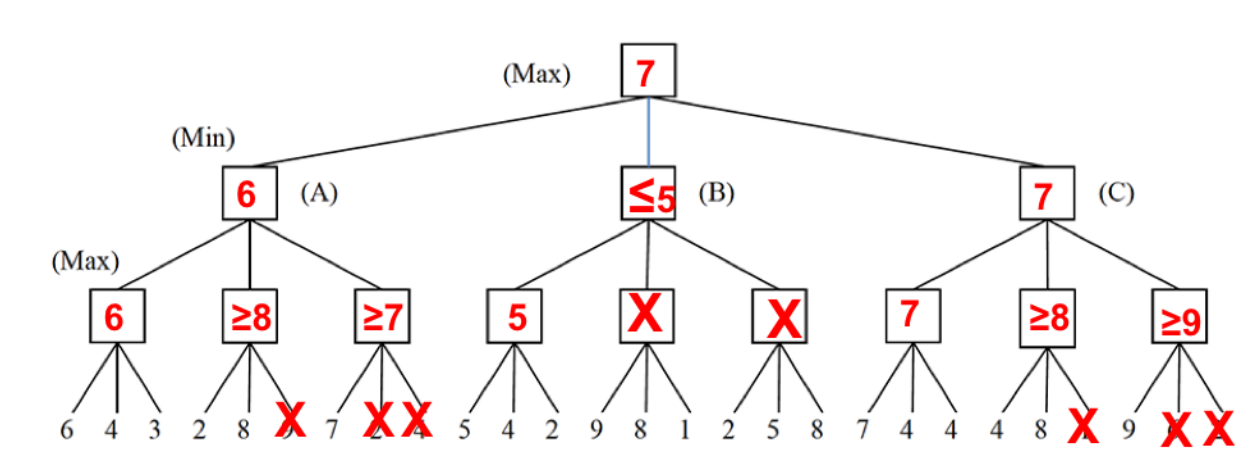 (Max) 7
(Min)
6 (A) ≤5 (B) 7 (C)
(Max)
6 ≥8 ≥7 5 X X 7 ≥8 ≥9
6 4 3 2 8 X 7 X X 5 4 2 9 8 1 2 5 8 7 4 4 4 8 X 9 X X